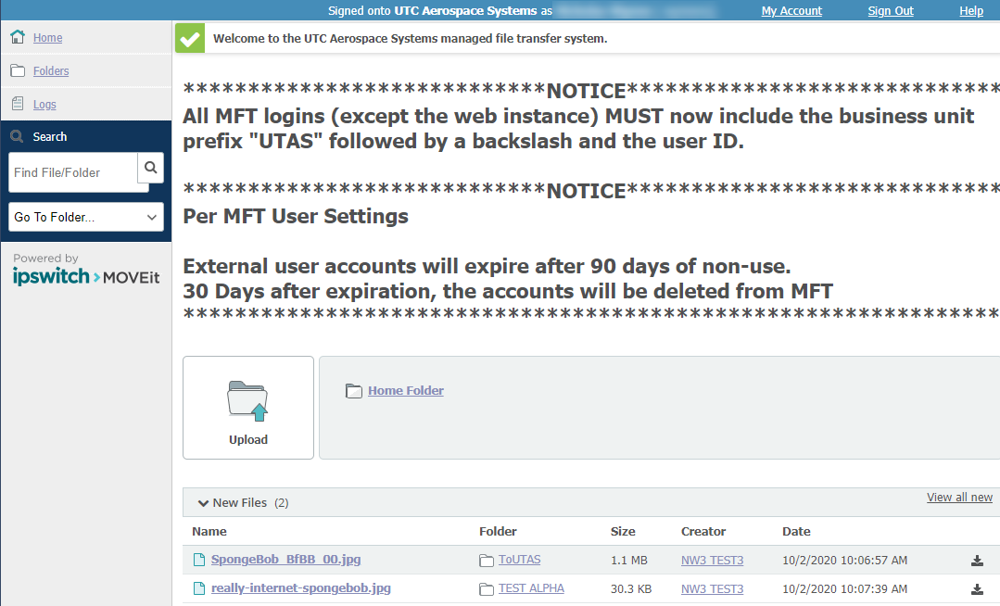 Signed onto UTC Aerospace Systems as
My Account Sign Out Help
Home
Folders
Logs
Search
Find File/Folder
Go To Folder...
Powered by
ipswitch MOVEit
Welcome to the UTC Aerospace Systems managed file transfer system.
****************************NOTICE*****************************
All MFT logins (except the web instance) MUST now include the business unit
prefix "UTAS" followed by a backslash and the user ID.
****************************NOTICE*****************************
Per MFT User Settings
External user accounts will expire after 90 days of non-use.
30 Days after expiration, the accounts will be deleted from MFT
***************************************************************
Upload
Home Folder
New Files (2) View all new
Name Folder Size Creator Date
SpongeBob_BfBB_00.jpg ToUTAS 1.1 MB NW3 TEST3 10/2/2020 10:06:57 AM
really-internet-spongebob.jpg TEST ALPHA 30.3 KB NW3 TEST3 10/2/2020 10:07:39 AM